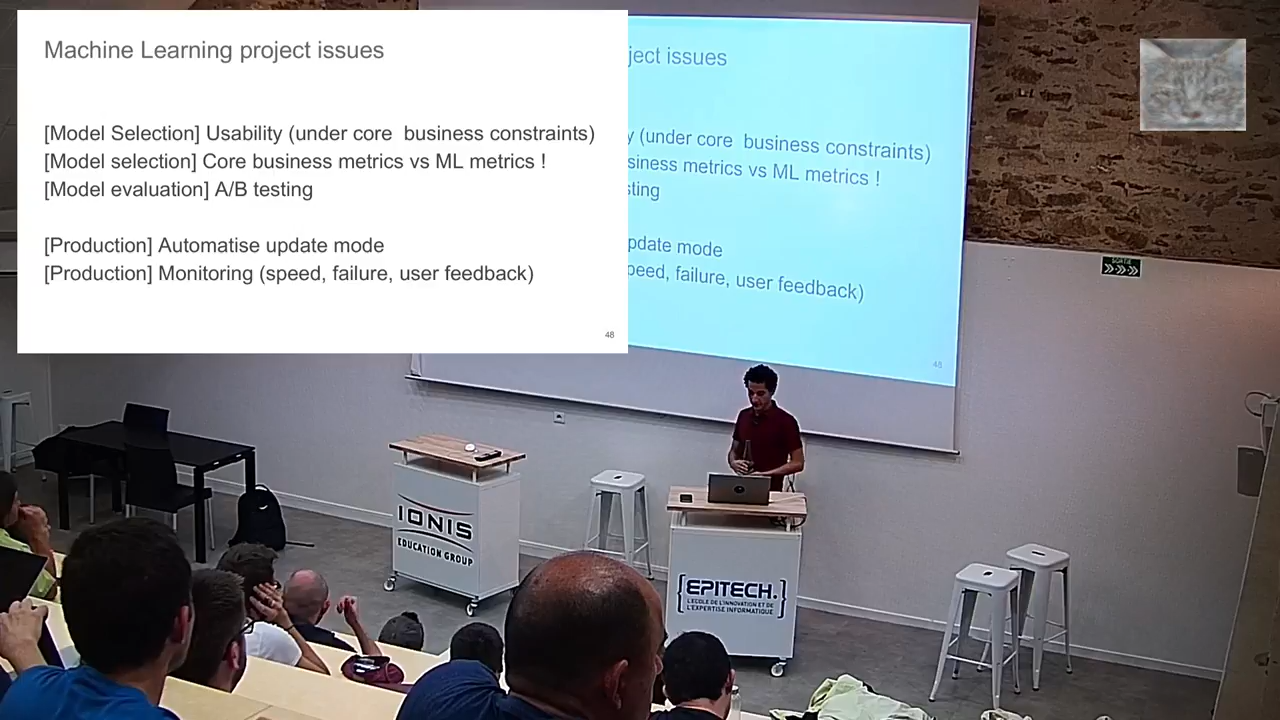 Machine Learning project issues
[Model Selection] Usability (under core  business constraints)
[Model selection] Core business metrics vs ML metrics !
[Model evaluation] A/B testing
[Production] Automatise update mode
[Production] Monitoring (speed, failure, user feedback)
48
ject issues
y (under core  business constraints)
siness metrics vs ML metrics !
sting
pdate mode
peed, failure, user feedback)
48
SORTIE
IONIS
EDUCATION GROUP
{EPITECH.}
L'ECOLE DE L'INNOVATION ET DE
L'EXPERTISE INFORMATIQUE